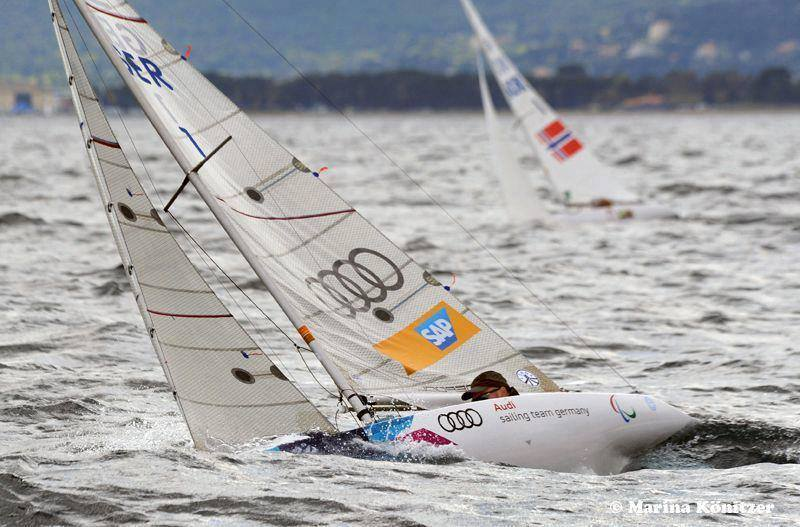 GER
1
SAP
Audi
sailing team germany
© Marina Könitzer